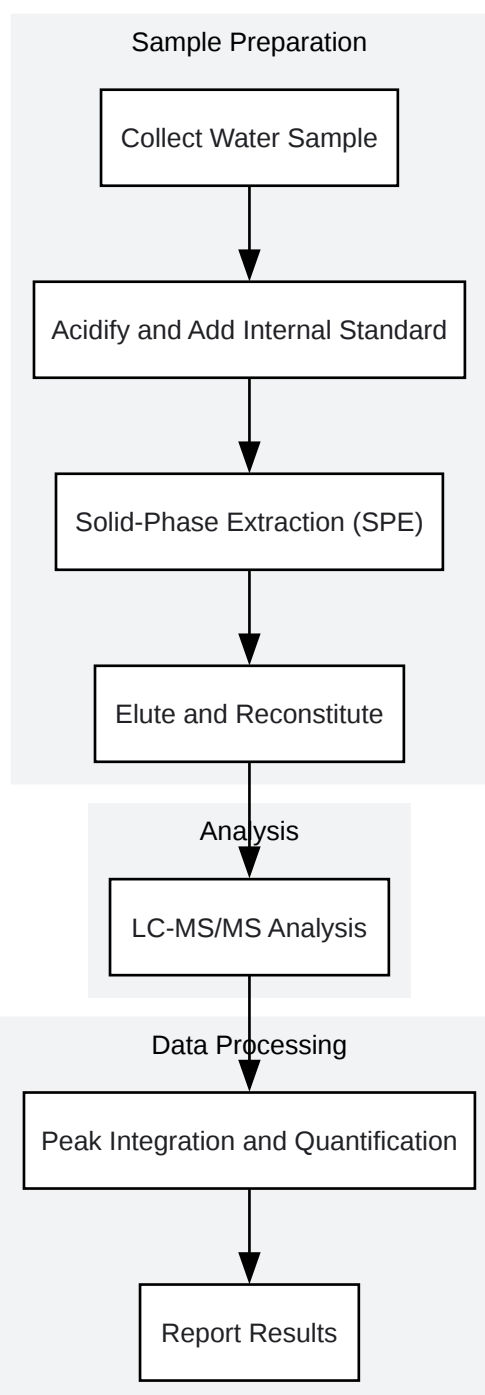 Sample Preparation
Collect Water Sample
Acidify and Add Internal Standard
Solid-Phase Extraction (SPE)
Elute and Reconstitute
Analysis
LC-MS/MS Analysis
Data Processing
Peak Integration and Quantification
Report Results